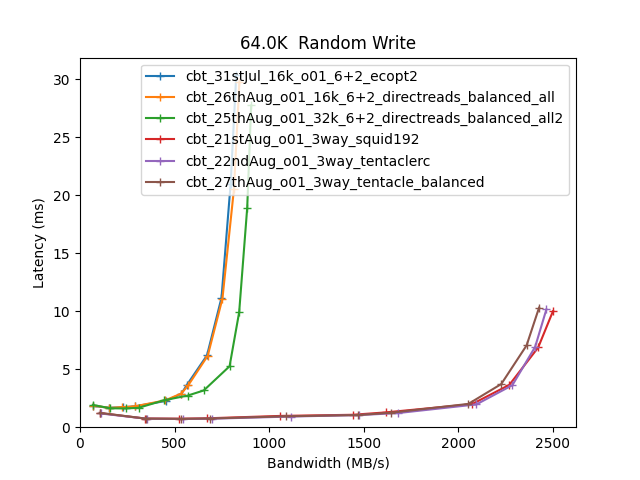 64.0K  Random Write
30
25
20
15
10
5
0
Latency (ms)
cbt_31stJul_16k_o01_6+2_ecopt2
cbt_26thAug_o01_16k_6+2_directreads_balanced_all
cbt_25thAug_o01_32k_6+2_directreads_balanced_all2
cbt_21stAug_o01_3way_squid192
cbt_22ndAug_o01_3way_tentaclerc
cbt_27thAug_o01_3way_tentacle_balanced
0 500 1000 1500 2000 2500
Bandwidth (MB/s)